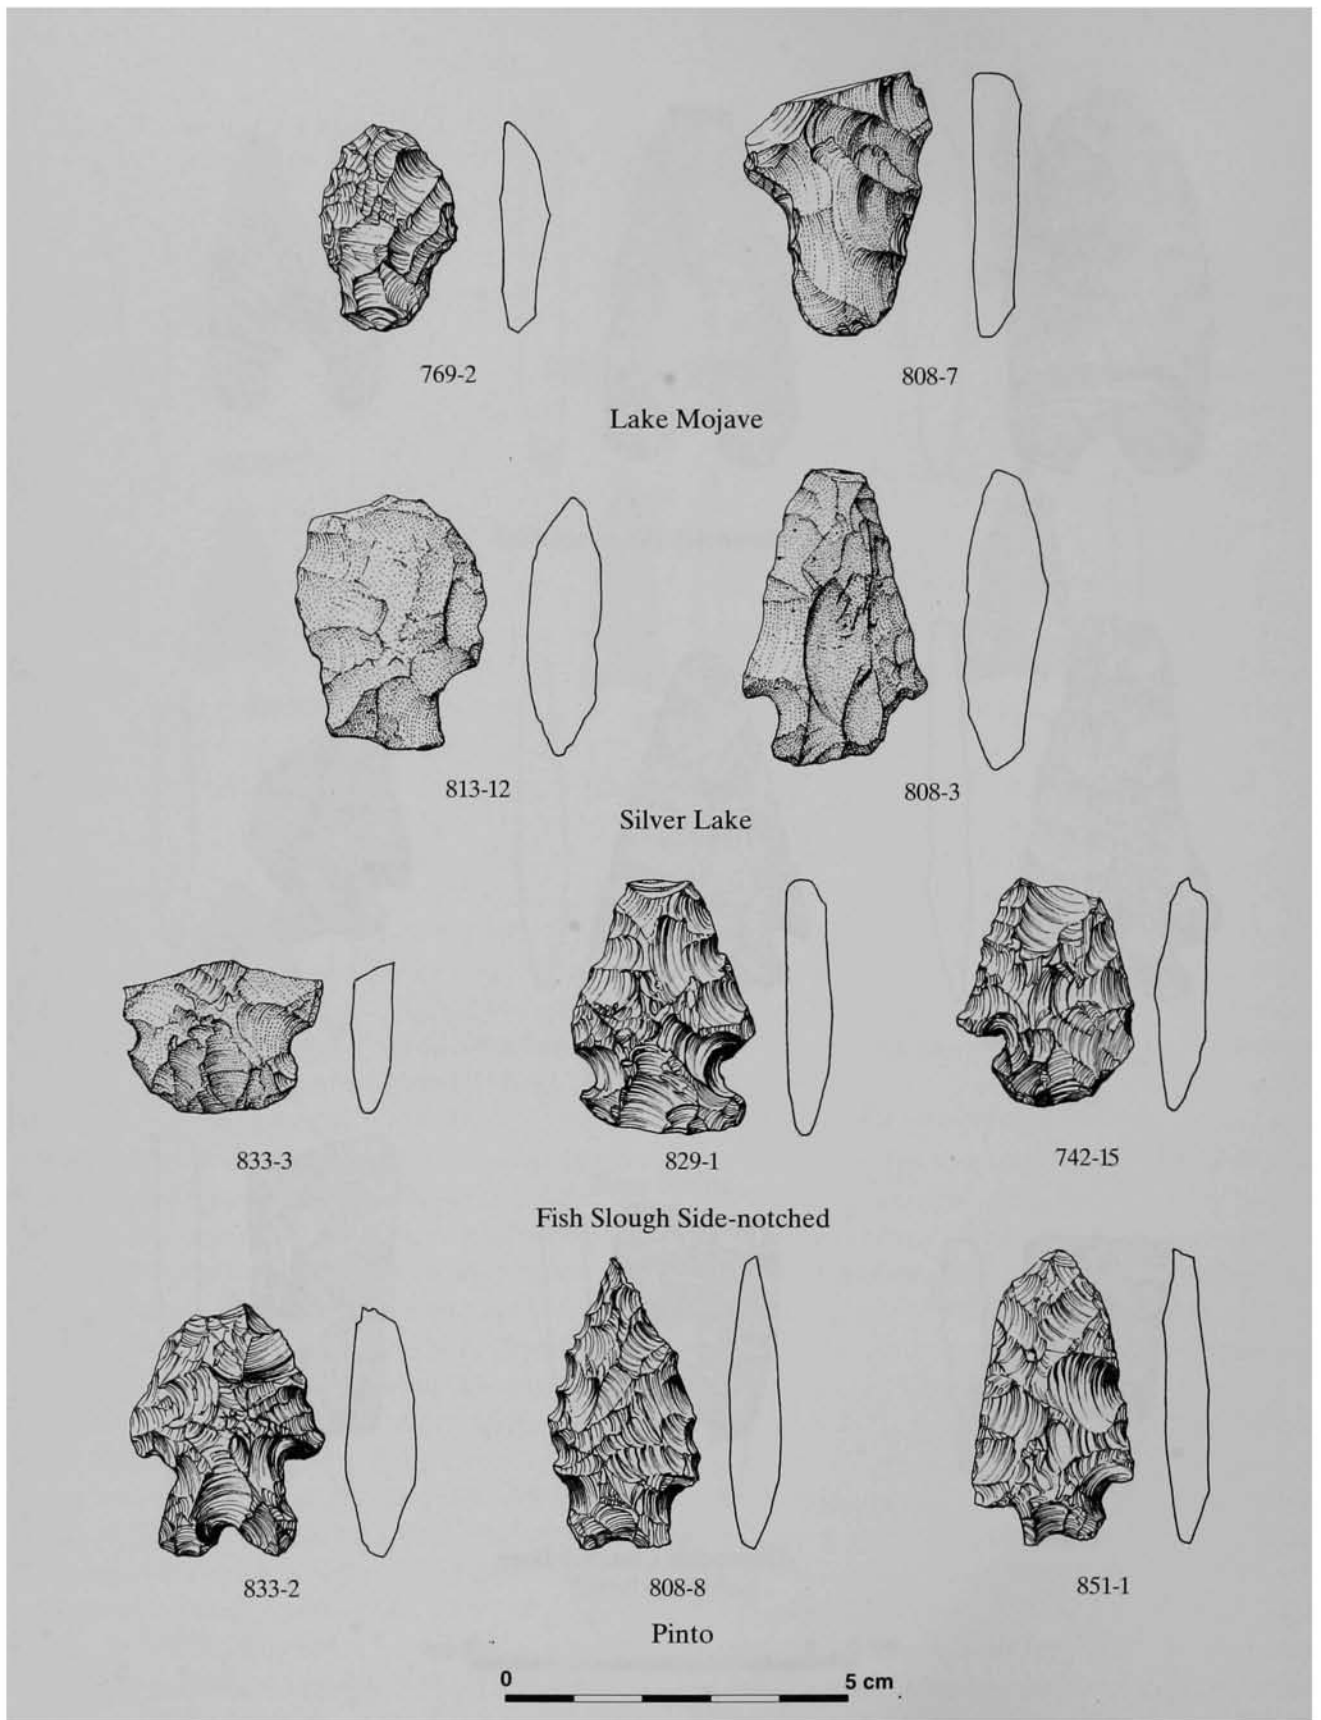 769-2 808-7
Lake Mojave
813-12 808-3
Silver Lake
833-3 829-1 742-15
Fish Slough Side-notched
833-2 808-8 851-1
Pinto
0 5 cm